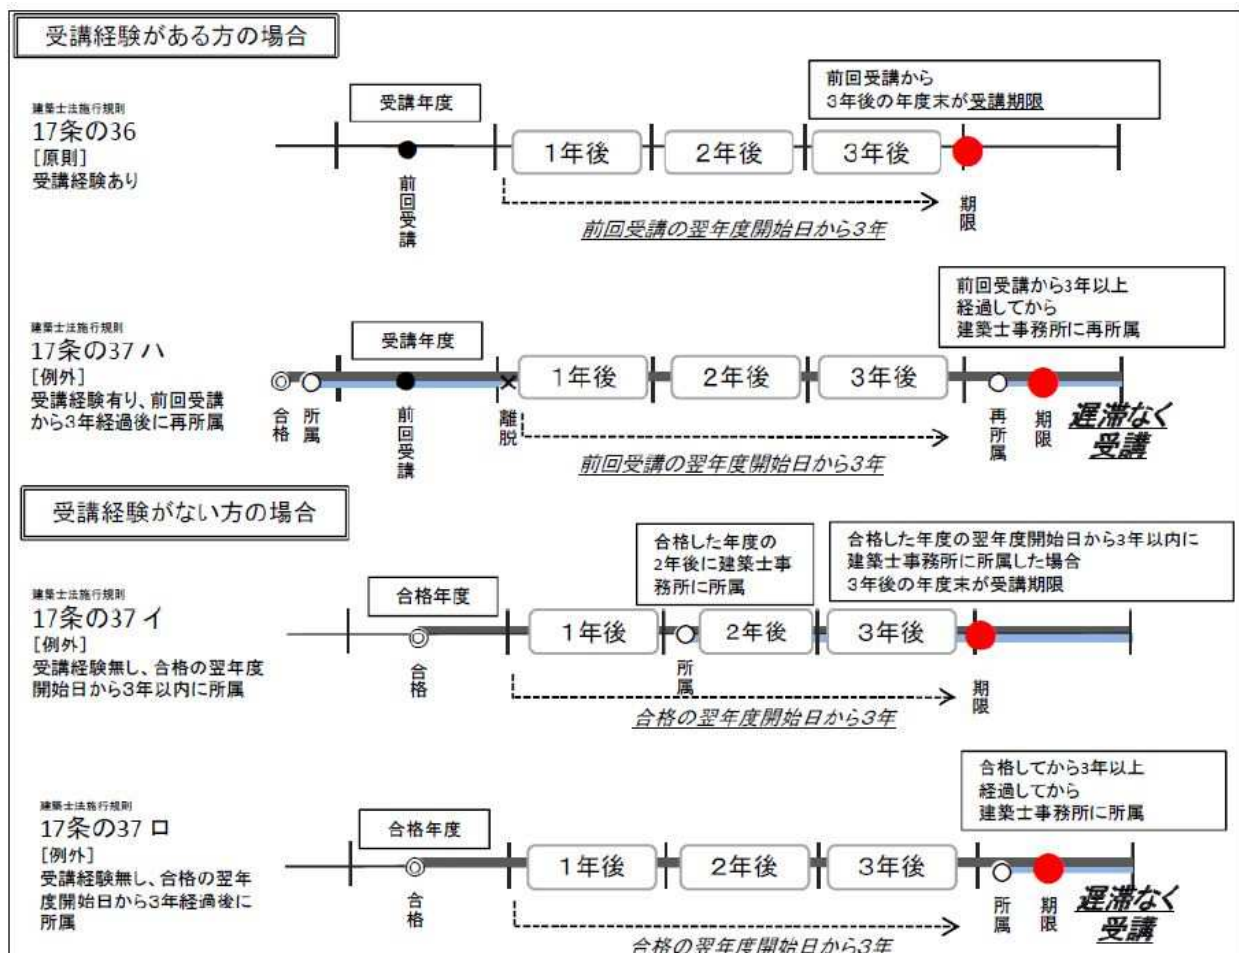 受講経験がある方の場合
建築士法施行規則
17条の36
[原則]
受講経験あり
受講年度
前回受講から
3年後の年度末が受講期限
1年後
2年後
3年後
前回受講
期限
前回受講の翌年度開始日から3年
建築士法施行規則
17条の37 ハ
[例外]
受講経験有り、前回受講
から3年経過後に再所属
受講年度
前回受講から3年以上
経過してから
建築士事務所に再所属
1年後
2年後
3年後
合格
所属
前回受講
離脱
再所属
期限
遅滞なく
受講
前回受講の翌年度開始日から3年
受講経験がない方の場合
建築士法施行規則
17条の37 イ
[例外]
受講経験無し、合格の翌年度
開始日から3年以内に所属
合格年度
合格した年度の
2年後に建築士事
務所に所属
合格した年度の翌年度開始日から3年以内に
建築士事務所に所属した場合
3年後の年度末が受講期限
1年後
2年後
3年後
合格
所属
期限
合格の翌年度開始日から3年
建築士法施行規則
17条の37 ロ
[例外]
受講経験無し、合格の翌年
度開始日から3年経過後に
所属
合格年度
合格してから3年以上
経過してから
建築士事務所に所属
1年後
2年後
3年後
合格
所属
期限
遅滞なく
受講
合格の翌年度開始日から3年